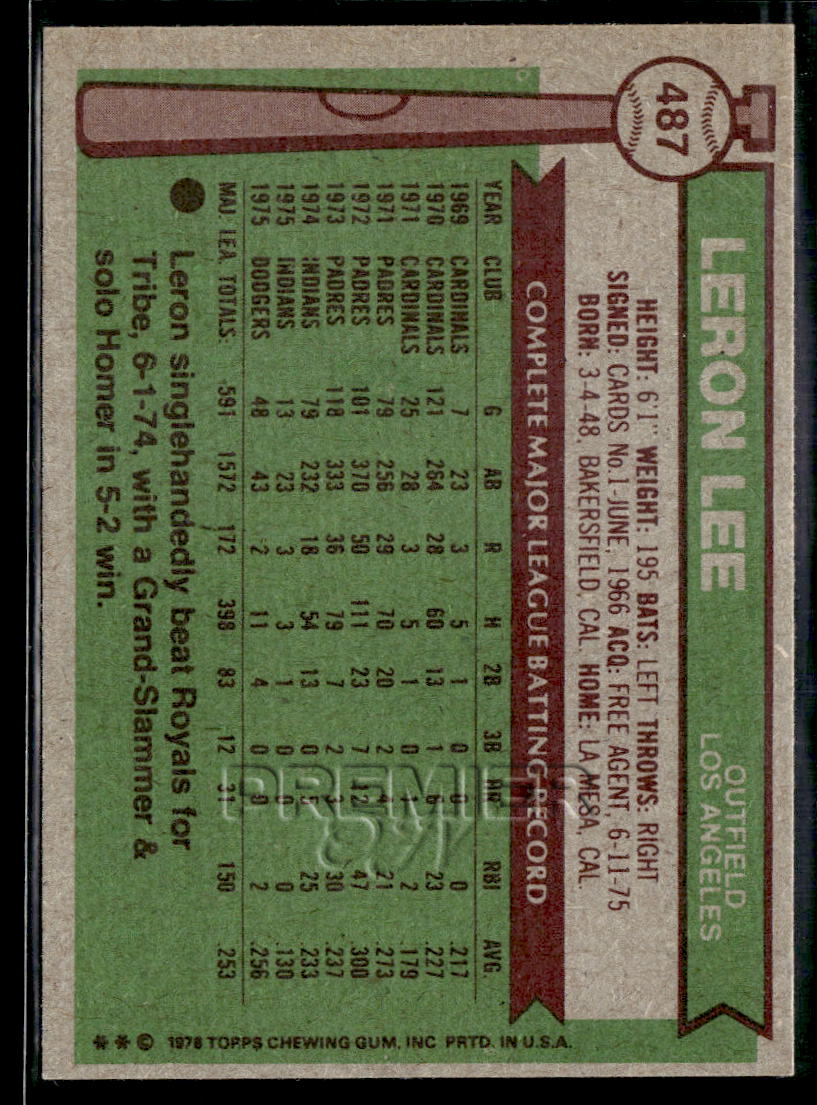 487
LERON LEE
OUTFIELD
LOS ANGELES
HEIGHT: 6'1" WEIGHT: 195 BATS: LEFT THROWS: RIGHT
SIGNED: CARDS No.1-JUNE, 1966 ACQ: FREE AGENT, 6-11-75
BORN: 3-4-48, BAKERSFIELD, CAL. HOME: LA MESA, CAL.
COMPLETE MAJOR LEAGUE BATTING RECORD
YEAR CLUB G AB R H 2B 3B HR RBI AVG.
1969 CARDINALS 7 23 3 5 1 0 0 0 .217
1970 CARDINALS 121 264 28 60 13 1 6 23 .227
1971 CARDINALS 25 28 3 5 1 0 1 2 .179
1971 PADRES 79 256 29 70 20 2 4 21 .273
1972 PADRES 101 370 50 111 23 7 12 47 .300
1973 PADRES 118 333 36 79 7 2 3 30 .237
1974 INDIANS 79 232 18 54 13 0 5 25 .233
1975 INDIANS 13 23 3 3 1 0 0 0 .130
1975 DODGERS 48 43 2 11 4 0 0 2 .256
MAJ. LEA. TOTALS: 591 1572 172 398 83 12 31 150 .253
Leron singlehandedly beat Royals for
Tribe, 6-1-74, with a Grand-Slammer &
solo Homer in 5-2 win.
** © 1976 TOPPS CHEWING GUM, INC PRTD. IN U.S.A.
PREMIER